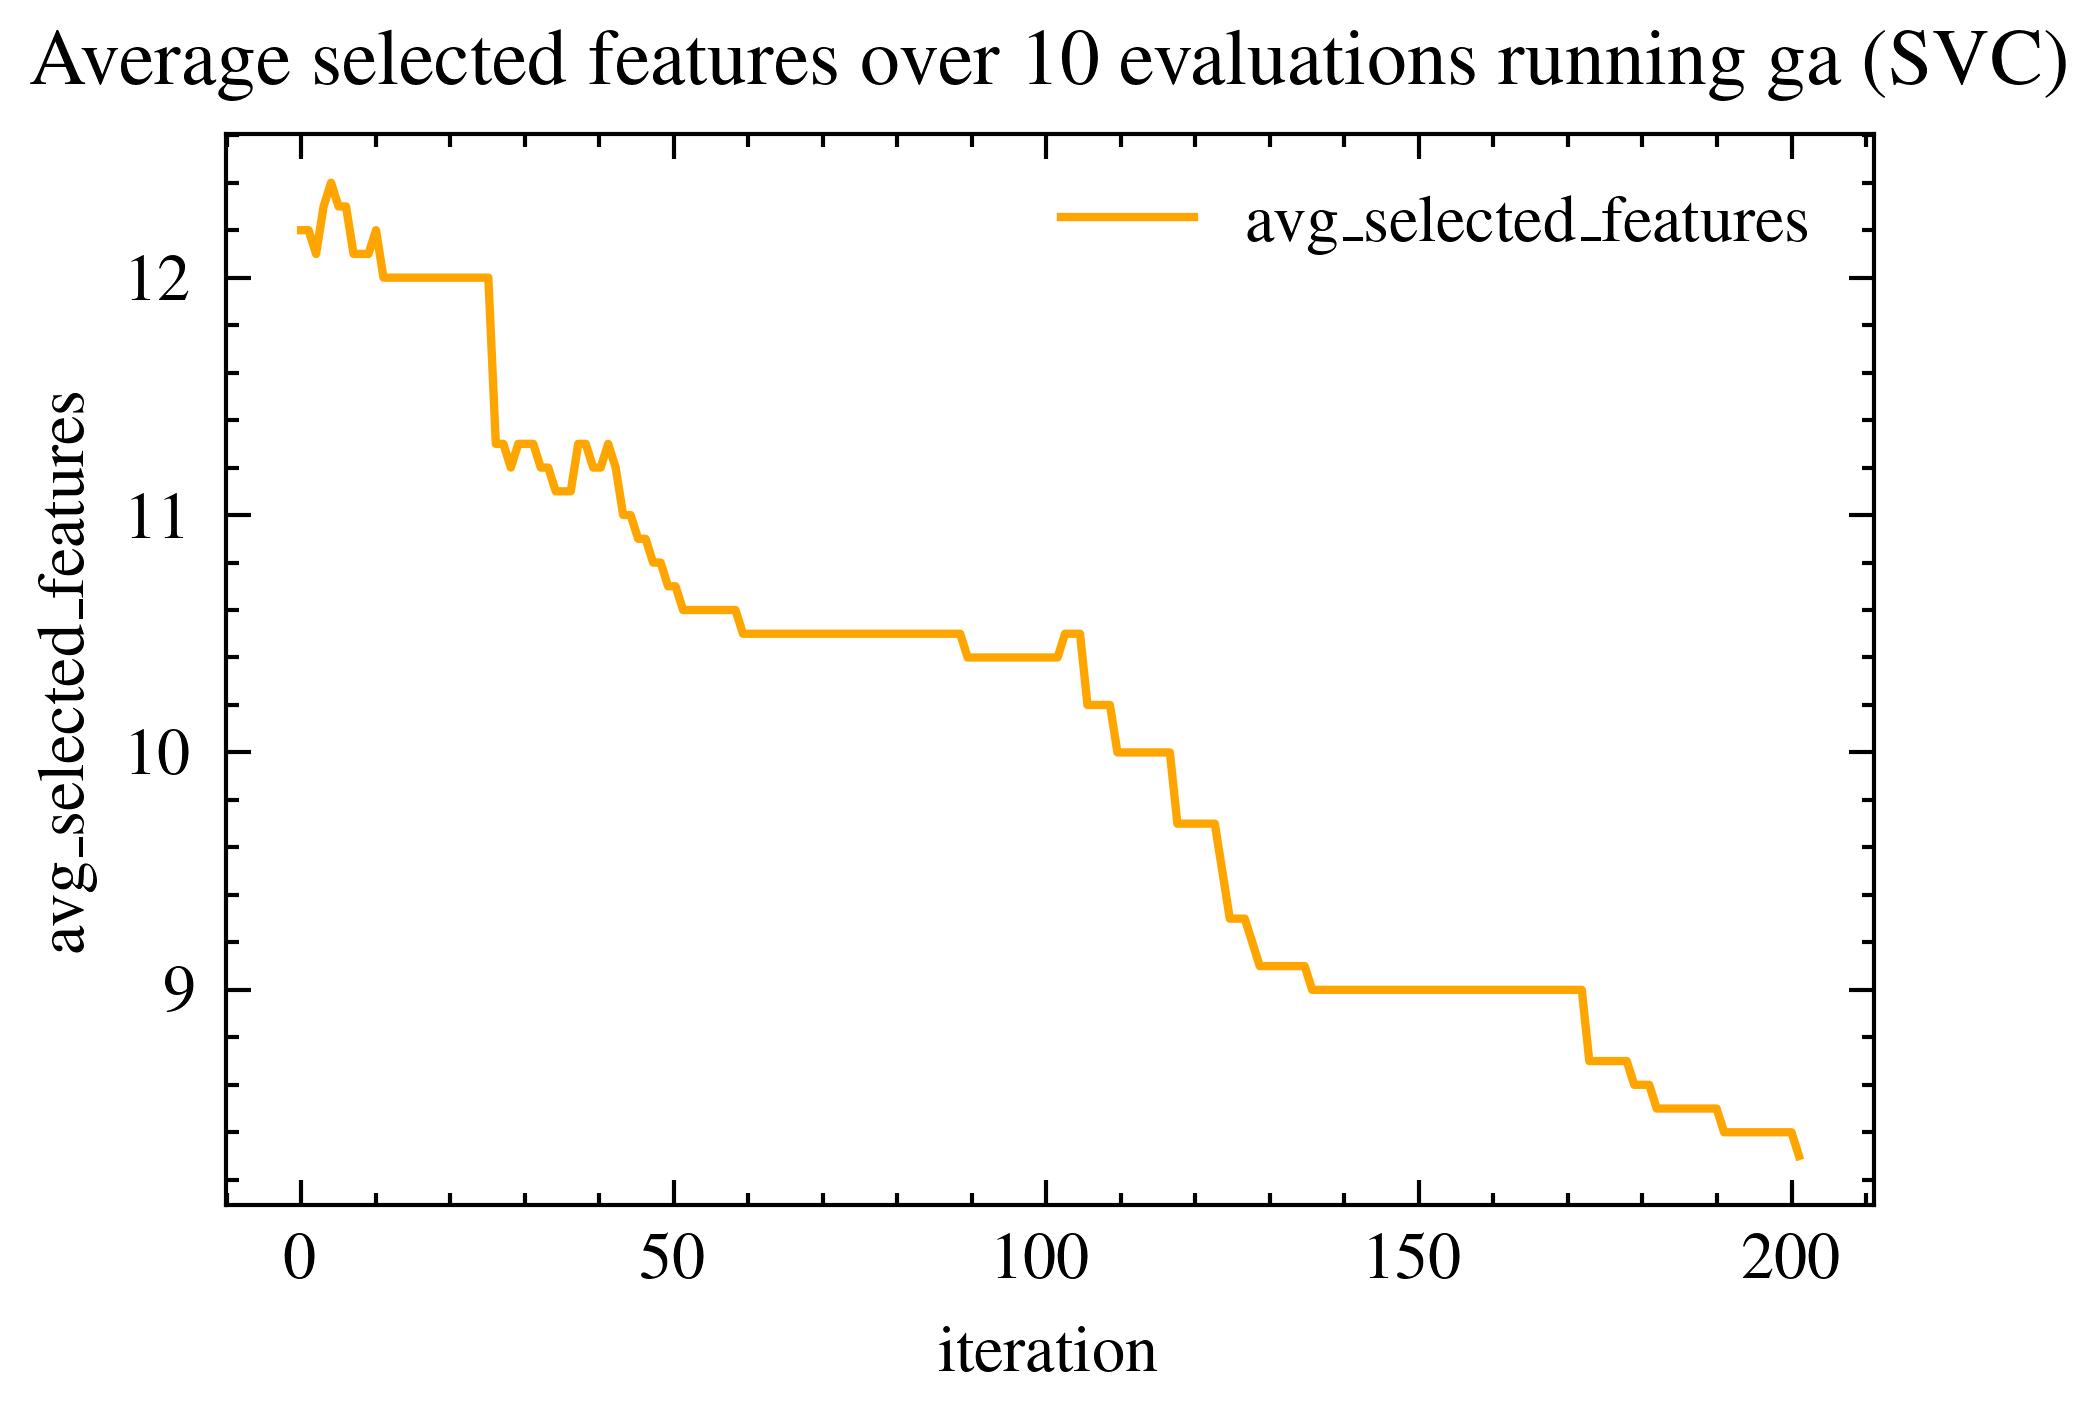 Average selected features over 10 evaluations running ga (SVC)
avg_selected_features
12
11
10
9
avg_selected_features
0 50 100 150 200
iteration